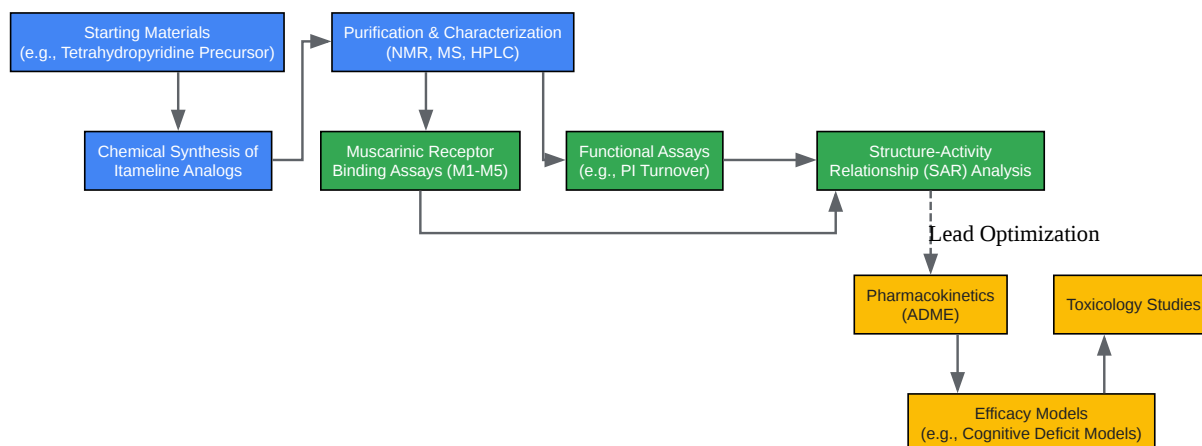 Starting Materials
(e.g., Tetrahydropyridine Precursor)
Purification & Characterization
(NMR, MS, HPLC)
Chemical Synthesis of
Itameline Analogs
Muscarinic Receptor
Binding Assays (M1-M5)
Functional Assays
(e.g., PI Turnover)
Structure-Activity
Relationship (SAR) Analysis
Lead Optimization
Pharmacokinetics
(ADME)
Toxicology Studies
Efficacy Models
(e.g., Cognitive Deficit Models)